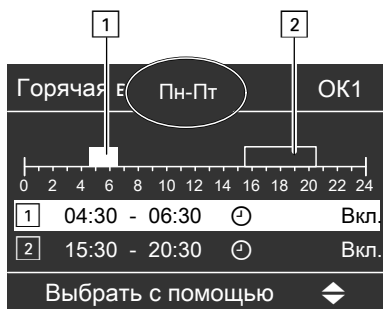 1 2
Горячая в Пн-Пт ОК1
0 2 4 6 8 10 12 14 16 18 20 22 24
1 04:30 - 06:30 Вкл.
2 15:30 - 20:30 Вкл.
Выбрать с помощью